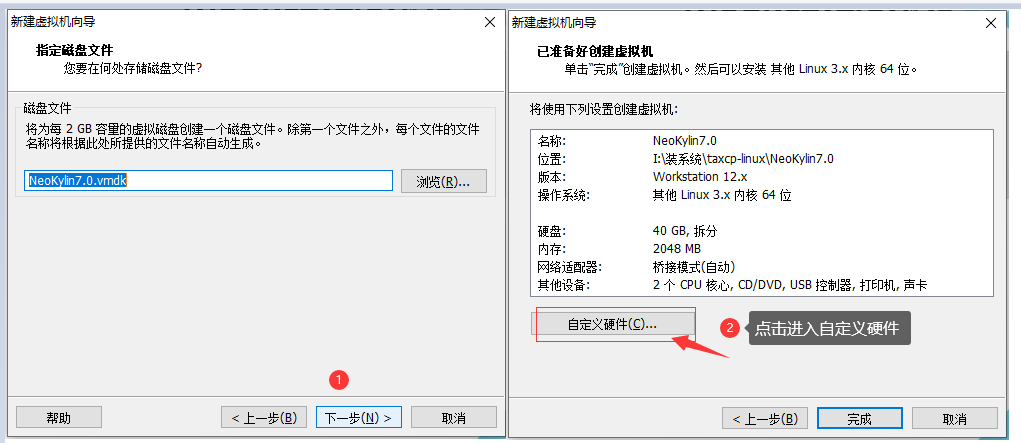 新建虚拟机向导
指定磁盘文件
您要在何处存储磁盘文件?
磁盘文件
将为每 2 GB 容量的虚拟磁盘创建一个磁盘文件。除第一个文件之外，每个文件的文件
名称将根据此处所提供的文件名称自动生成。
NeoKylin7.0.vmdk
浏览(R)...
1
帮助
< 上一步(B)
下一步(N) >
取消
新建虚拟机向导
已准备好创建虚拟机
单击“完成”创建虚拟机。然后可以安装 其他 Linux 3.x 内核 64 位。
将使用下列设置创建虚拟机:
名称: NeoKylin7.0
位置: I:\装系统\taxcp-linux\NeoKylin7.0
版本: Workstation 12.x
操作系统: 其他 Linux 3.x 内核 64 位
硬盘: 40 GB, 拆分
内存: 2048 MB
网络适配器: 桥接模式(自动)
其他设备: 2 个 CPU 核心, CD/DVD, USB 控制器, 打印机, 声卡
自定义硬件(C)...
2 点击进入自定义硬件
< 上一步(B)
完成
取消